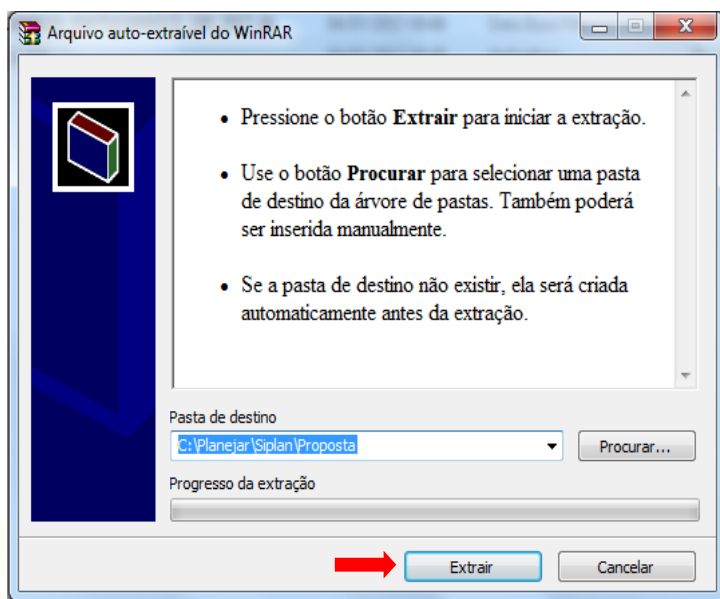 Arquivo auto-extraível do WinRAR
• Pressione o botão Extrair para iniciar a extração.
• Use o botão Procurar para selecionar uma pasta
de destino da árvore de pastas. Também poderá
ser inserida manualmente.
• Se a pasta de destino não existir, ela será criada
automaticamente antes da extração.
Pasta de destino
C:\Planejar\Siplan\Proposta
Procurar...
Progresso da extração
Extrair
Cancelar